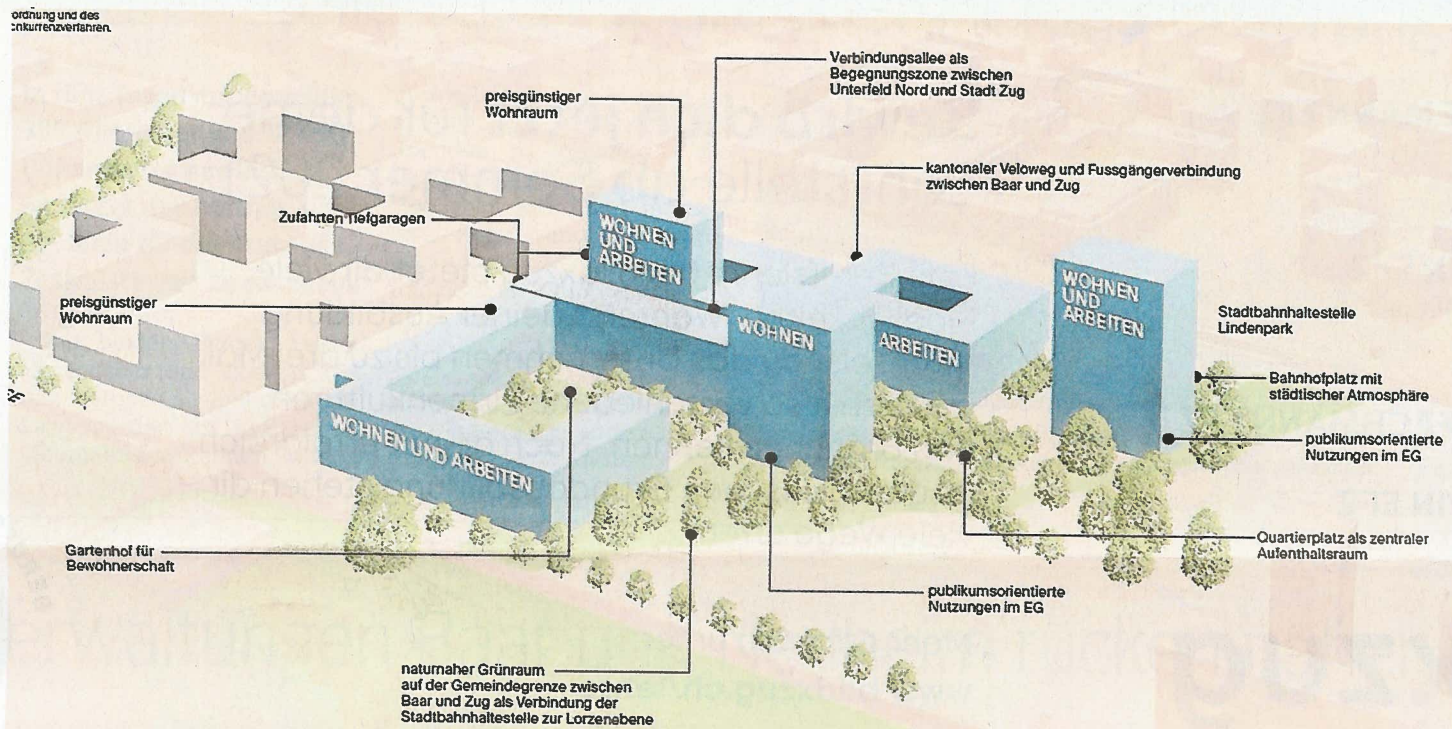 ordnung und des
onkurrenzverfahren.
Verbindungsallee als
Begegnungszone zwischen
Unterfeld Nord und Stadt Zug
preisgünstiger
Wohnraum
kantonaler Veloweg und Fussgängerverbindung
zwischen Baar und Zug
Zufahrten Tiefgaragen
WOHNEN
UND
ARBEITEN
WOHNEN
UND
ARBEITEN
preisgünstiger
Wohnraum
WOHNEN
ARBEITEN
Stadtbahnhaltestelle
Lindenpark
Bahnhofplatz mit
städtischer Atmosphäre
WOHNEN UND ARBEITEN
publikumsorientierte
Nutzungen im EG
Gartenhof für
Bewohnerschaft
Quartierplatz als zentraler
Aufenthaltsraum
publikumsorientierte
Nutzungen im EG
naturnaher Grünraum
auf der Gemeindegrenze zwischen
Baar und Zug als Verbindung der
Stadtbahnhaltestelle zur Lorzenebene